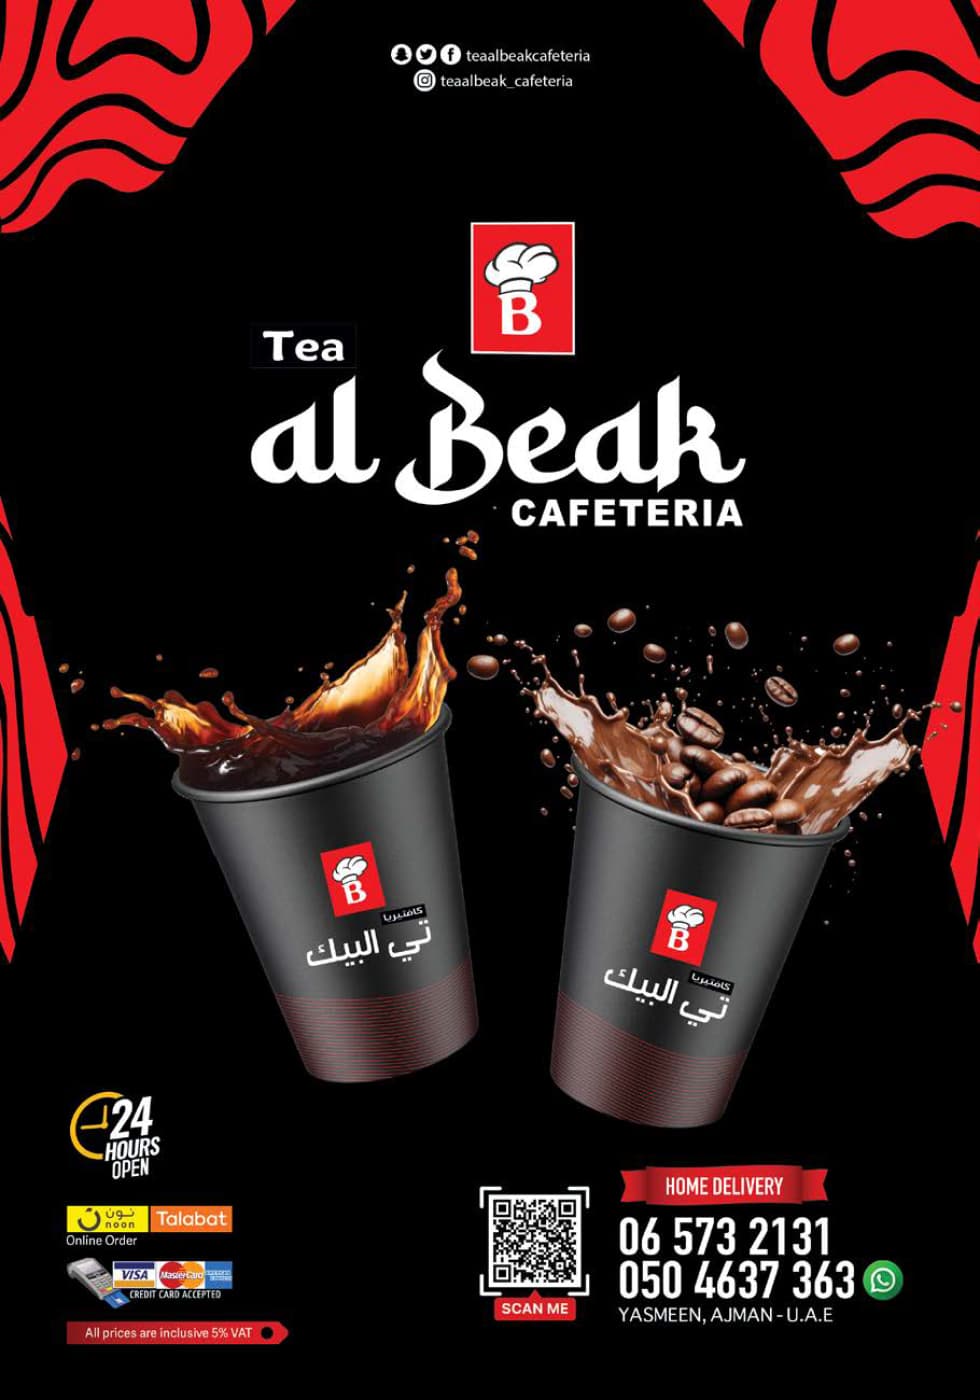 teaalbeakcafeteria
teaalbeak_cafeteria
B
Tea
al Beak
CAFETERIA
B
كافتيريا
تي البيك
B
كافتيريا
تي البيك
24
HOURS
OPEN
نون
noon
Talabat
Online Order
VISA MasterCard
CREDIT CARD ACCEPTED
All prices are inclusive 5% VAT
SCAN ME
HOME DELIVERY
06 573 2131
050 4637 363
YASMEEN, AJMAN - U.A.E